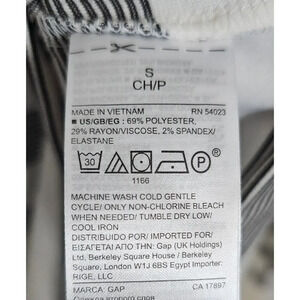 S
CH/P
MADE IN VIETNAM RN 54023
■ US/GB/EG : 69% POLYESTER,
29% RAYON/VISCOSE, 2% SPANDEX/
ELASTANE
30
P
1166
MACHINE WASH COLD GENTLE
CYCLE/ ONLY NON-CHLORINE BLEACH
WHEN NEEDED/ TUMBLE DRY LOW/
COOL IRON
DISTRIBUIDO POR/ IMPORTED FOR/
ΕΙΣΑΓΕΤΑΙ ΑΠΟ ΤΗΝ: Gap (UK Holdings)
Ltd, Berkeley Square House/ Berkeley
Square, London W1J 6BS Egypt Importer:
RIGE, LLC
MARCA: GAP CA 17897